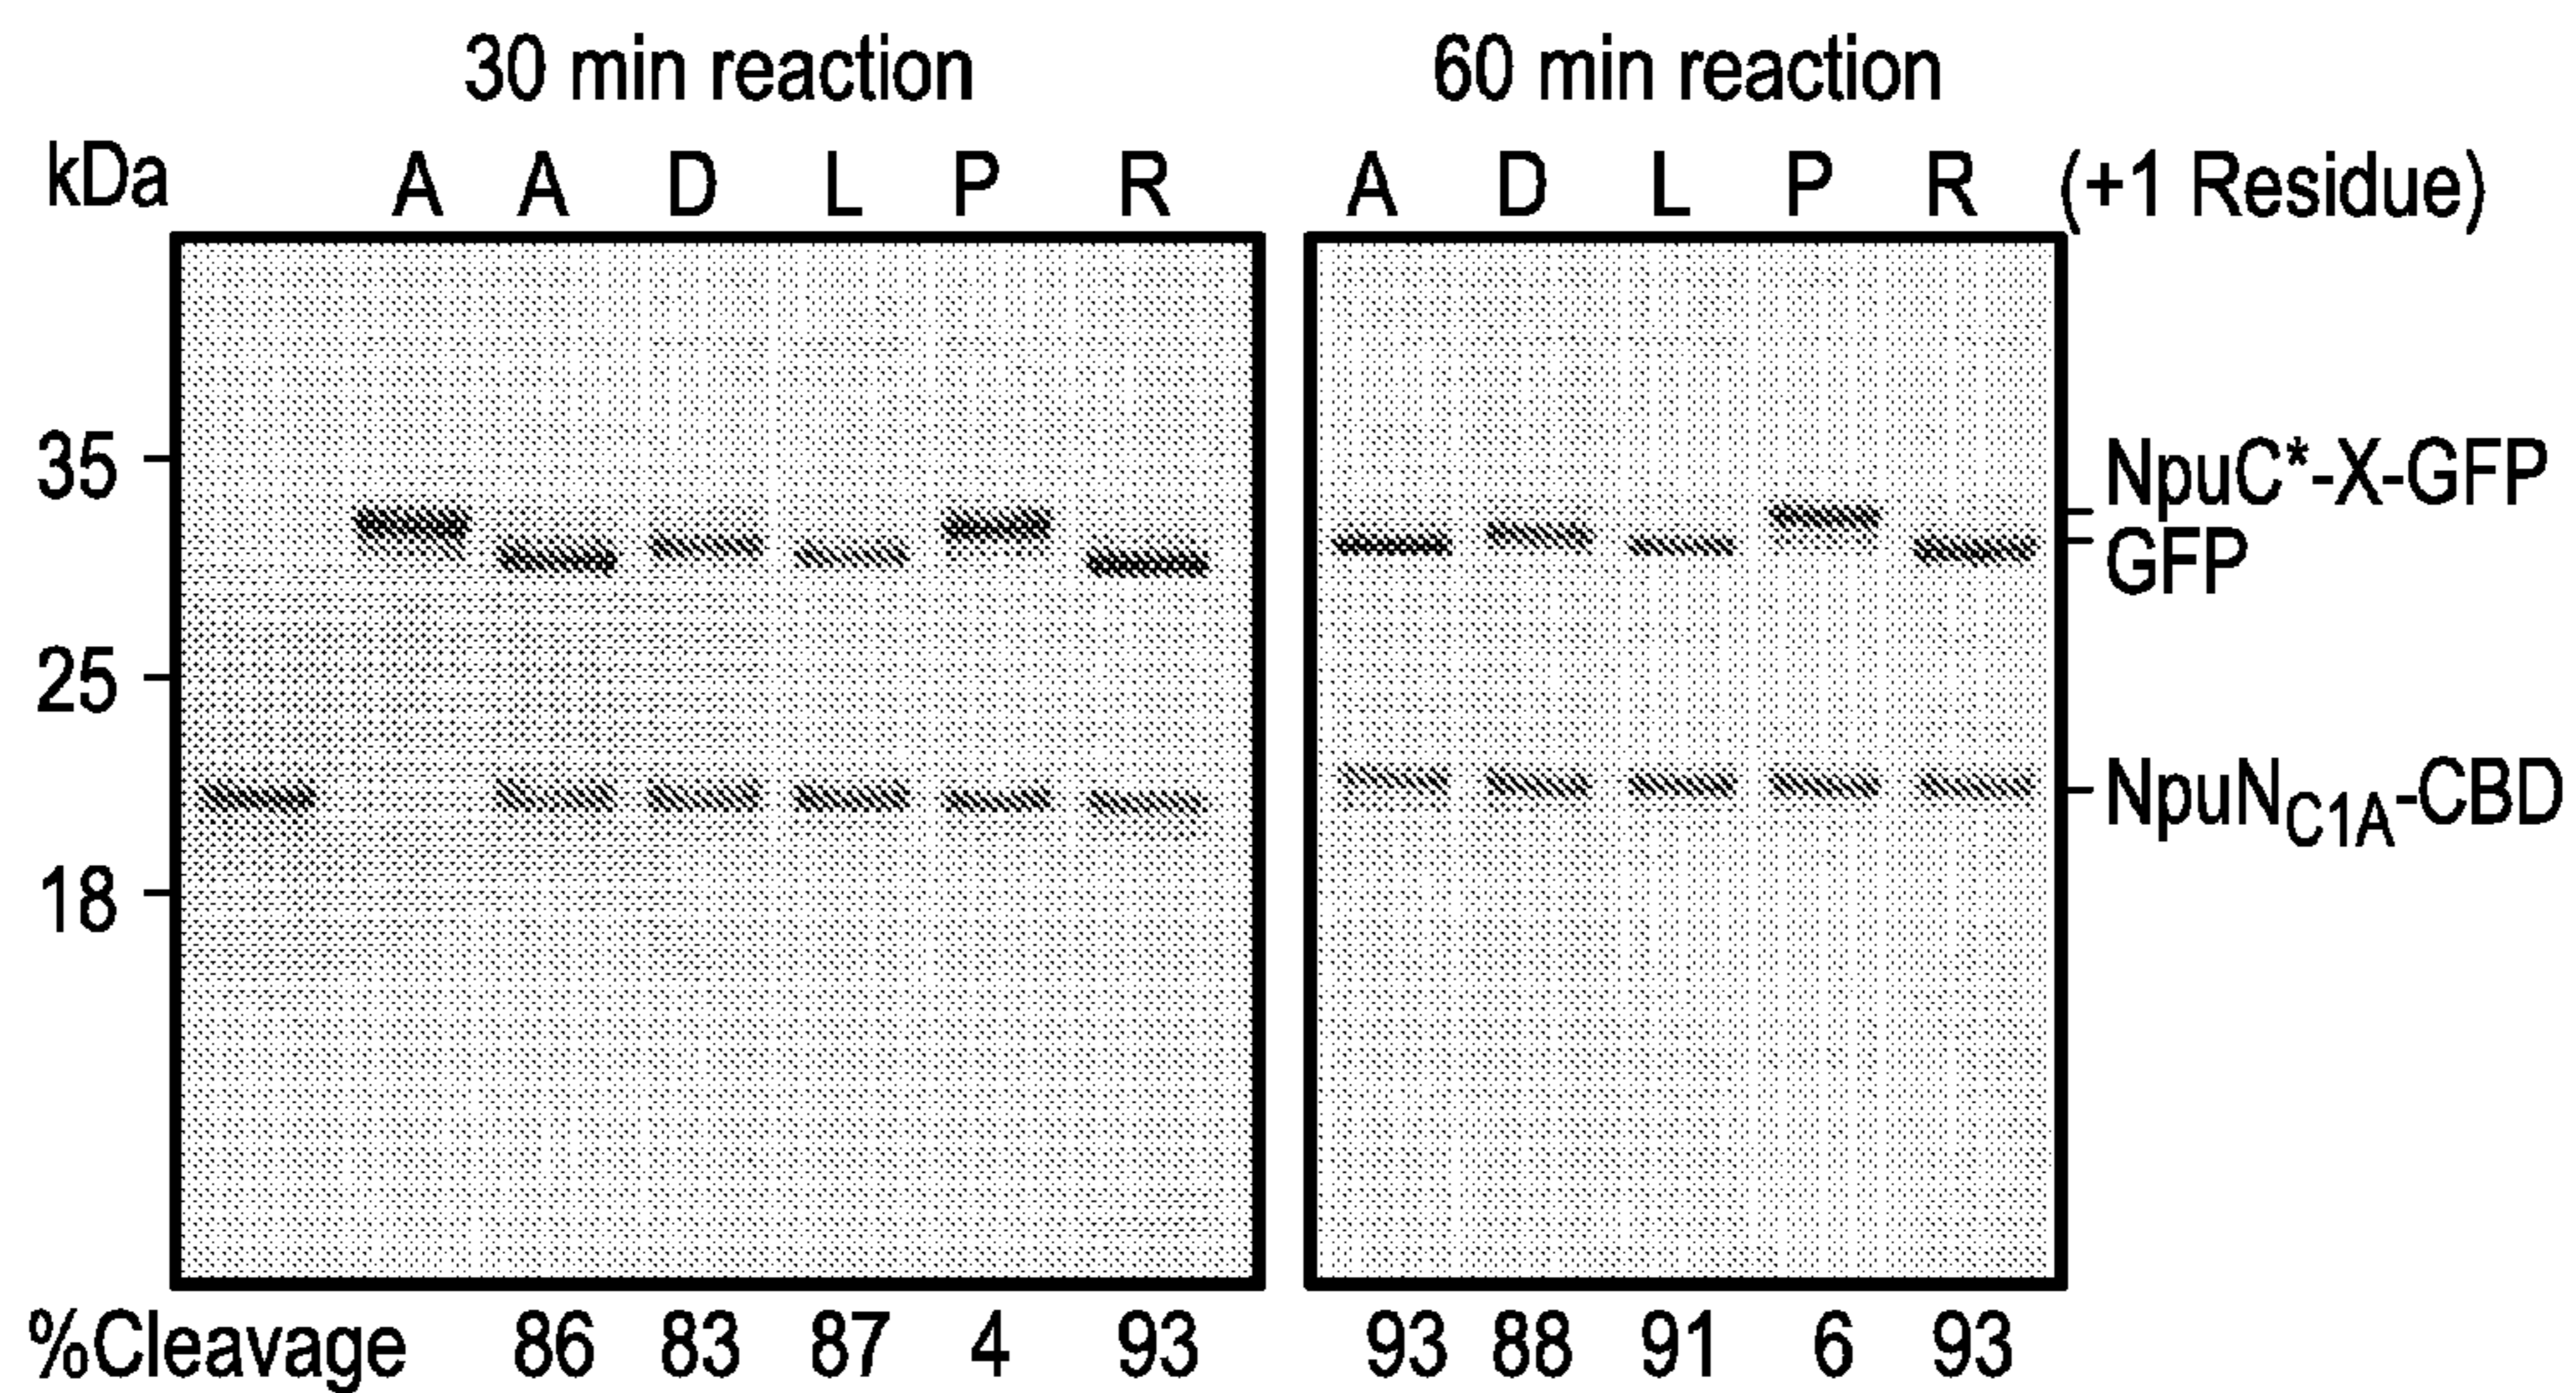 30 min reaction 60 min reaction
kDa A A D L P R A D L P R (+1 Residue)
35
NpuC*-X-GFP
GFP
25
NpuNC1A-CBD
18
%Cleavage 86 83 87 4 93 93 88 91 6 93